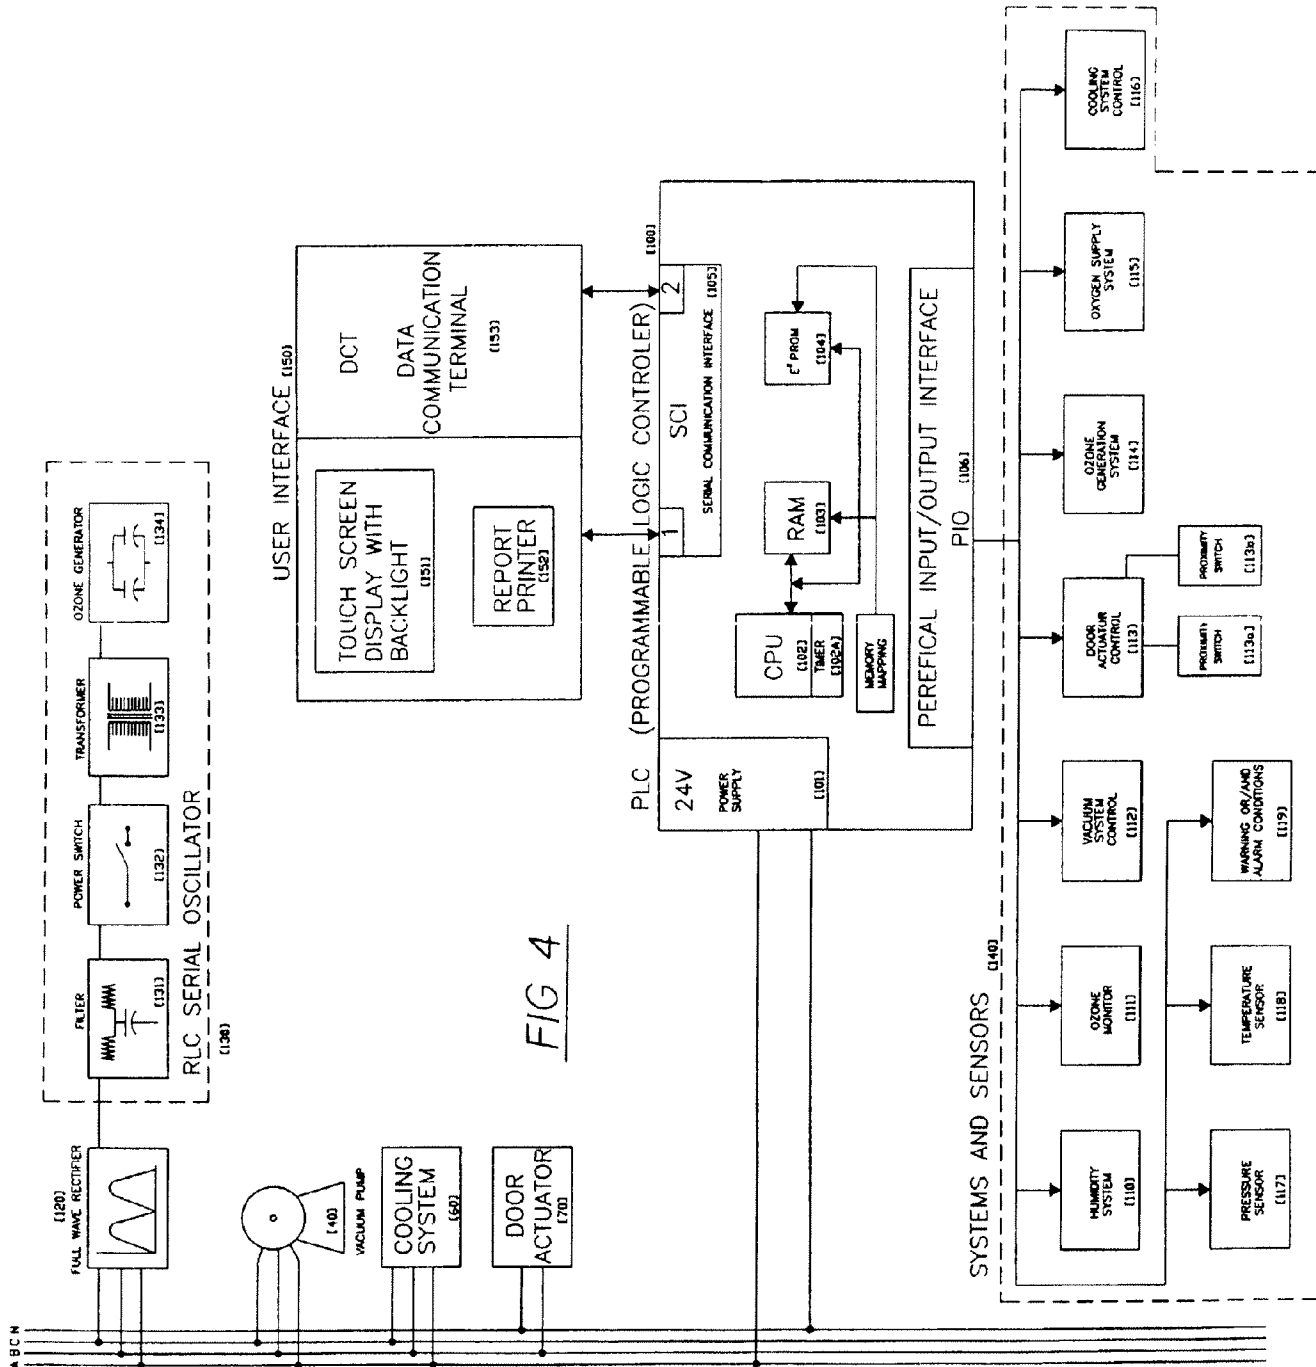 A B C N
[120]
FULL WAVE RECTIFIER
FILTER
[131]
POWER SWITCH
[132]
TRANSFORMER
[133]
OZONE GENERATOR
[134]
RLC SERIAL OSCILLATOR
[130]
[40]
VACUUM PUMP
COOLING
SYSTEM
[60]
DOOR
ACTUATOR
[70]
FIG 4
USER INTERFACE [150]
TOUCH SCREEN
DISPLAY WITH
BACKLIGHT
[151]
REPORT
PRINTER
[152]
DCT
DATA
COMMUNICATION
TERMINAL
[153]
PLC (PROGRAMMABLE LOGIC CONTROLER)
[100]
24V
POWER
SUPPLY
[101]
1
SCI
2
SERIAL COMMUNICATION INTERFACE [105]
CPU
[102]
TIMER
[102A]
MEMORY
MAPPING
RAM
[103]
E² PROM
[104]
PEREFICAL INPUT/OUTPUT INTERFACE
PIO [106]
SYSTEMS AND SENSORS
[140]
HUMIDITY
SYSTEM
[110]
OZONE
MONITOR
[111]
VACUUM
SYSTEM
CONTROL
[112]
DOOR
ACTUATOR
CONTROL
[113]
OZONE
GENERATION
SYSTEM
[114]
OXYGEN SUPPLY
SYSTEM
[115]
COOLING
SYSTEM
CONTROL
[116]
PRESSURE
SENSOR
[117]
TEMPERATURE
SENSOR
[118]
WARNING OR/AND
ALARM CONDITIONS
[119]
PROXIMITY
SWITCH
[113a]
PROXIMITY
SWITCH
[113b]